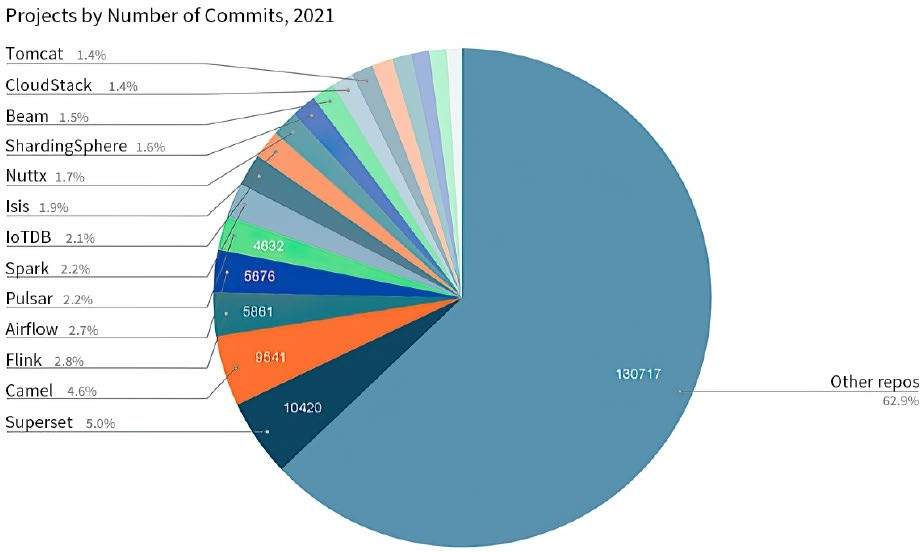 Projects by Number of Commits, 2021
Tomcat 1.4%
CloudStack 1.4%
Beam 1.5%
ShardingSphere 1.6%
Nuttx 1.7%
Isis 1.9%
IoTDB 2.1%
Spark 2.2%
Pulsar 2.2%
Airflow 2.7%
Flink 2.8%
Camel 4.6%
Superset 5.0%
4632
5676
5861
9541
10420
130717
Other repos
62.9%